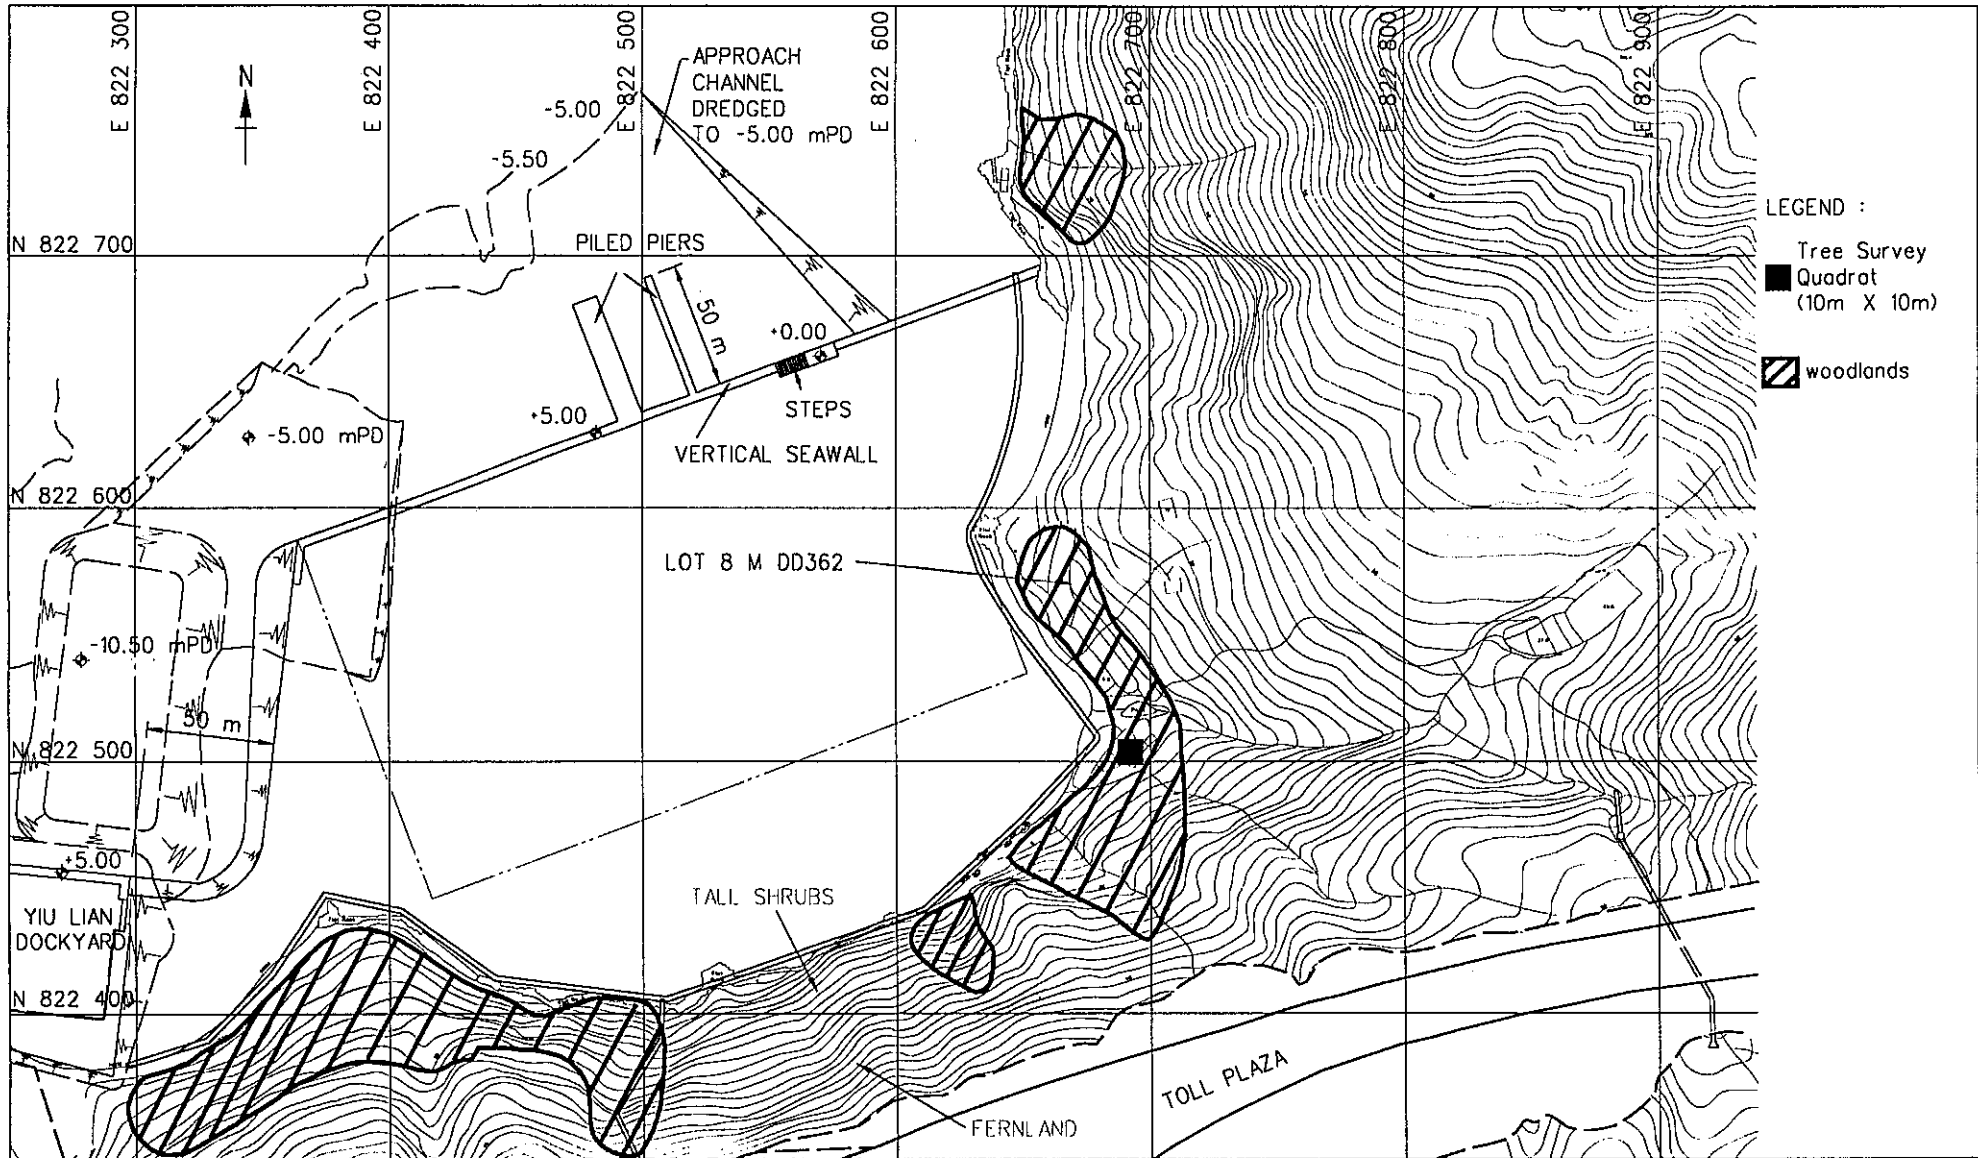 E 822 300
E 822 400
E 822 500
E 822 600
E 822 700
E 822 800
E 822 900
N
APPROACH
CHANNEL
DREDGED
TO -5.00 mPD
-5.00
-5.50
LEGEND :
Tree Survey
Quadrat
(10m X 10m)
woodlands
N 822 700
PILED PIERS
50 m
+0.00
STEPS
+5.00
VERTICAL SEAWALL
-5.00 mPD
N 822 600
LOT 8 M DD362
-10.50 mPD
50 m
N 822 500
+5.00
TALL SHRUBS
YIU LIAN
DOCKYARD
N 822 400
TOLL PLAZA
FERNLAND